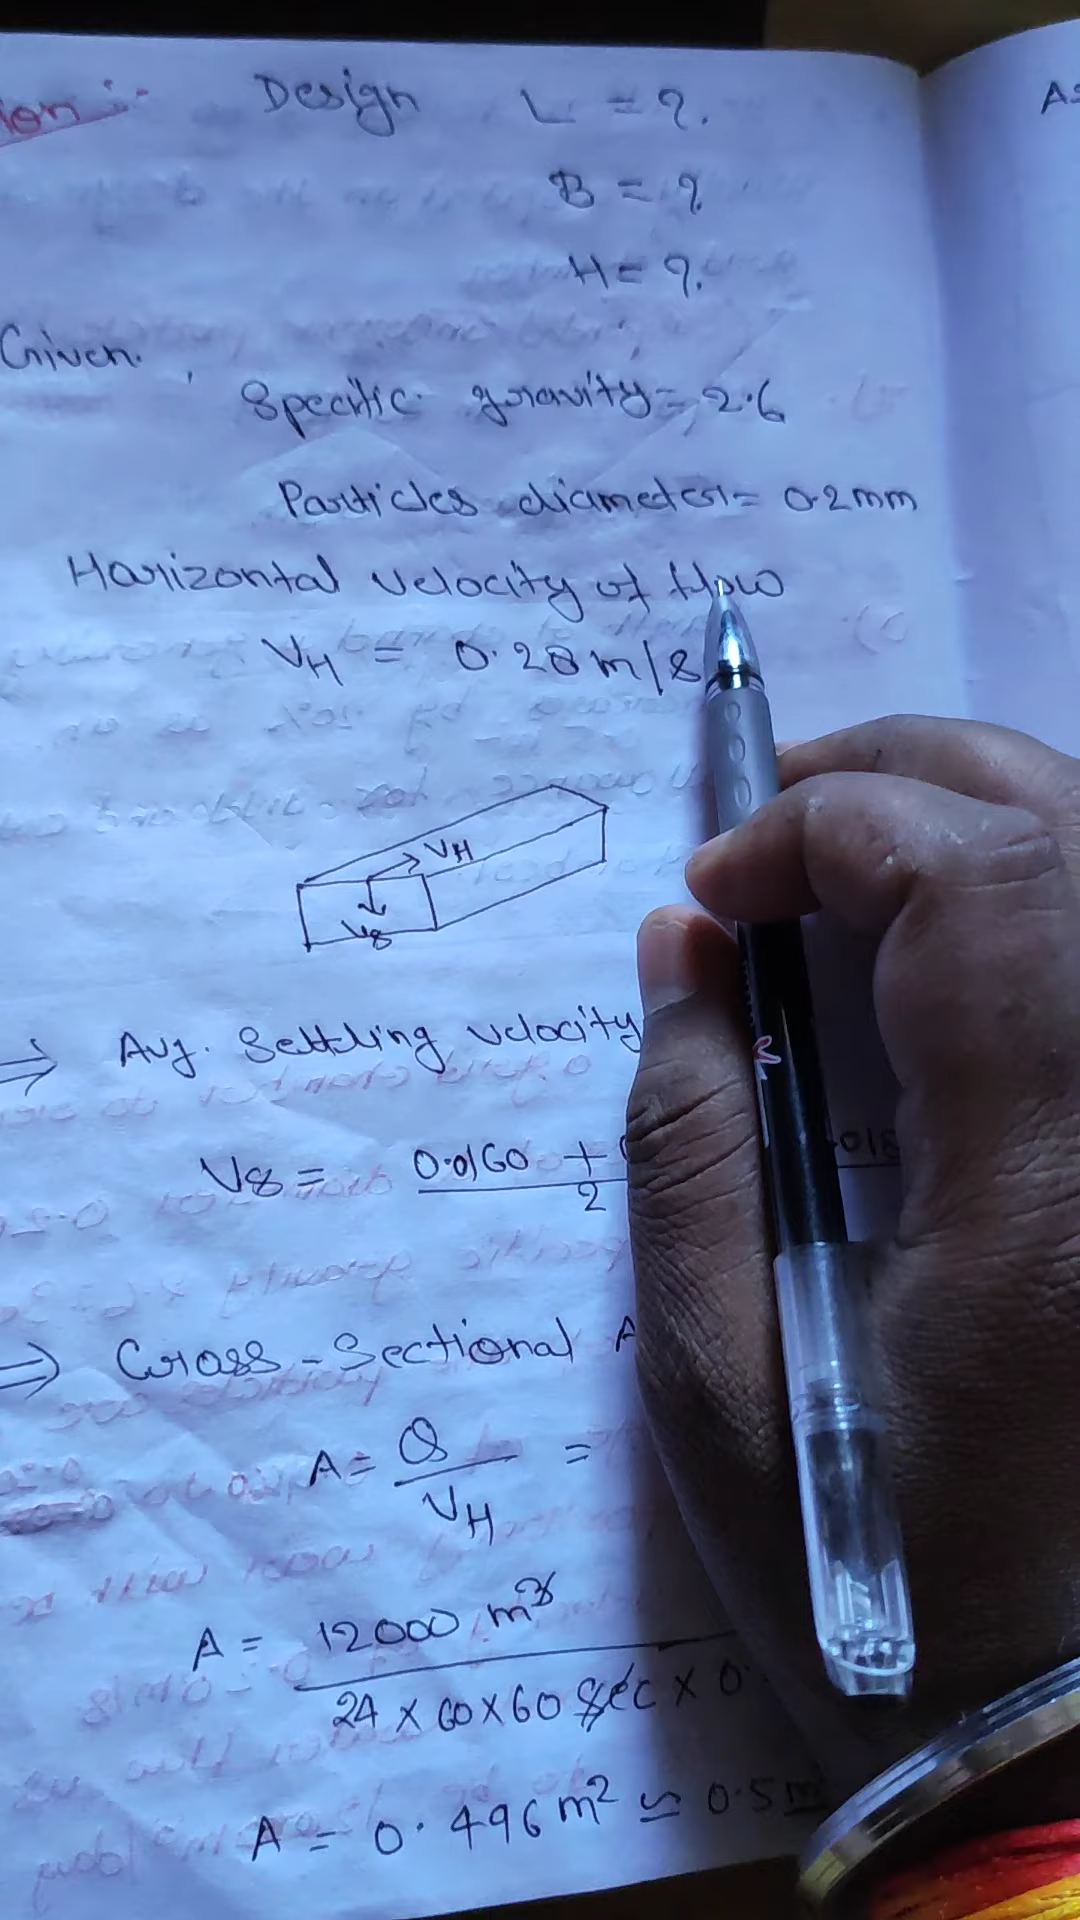 Design L = ?.
B = ?
H = ?.
Given.
Specific gravity = 2.6
Particles diameter = 0.2mm
Harizontal velocity of flow
VH = 0.28 m/s
VH
Vs
⇒ Avg. Settling velocity
Vs = 0.0160 +
2
⇒ Cross-Sectional A
A = Q / VH =
A = 12000 m³
24 x 60 x 60 sec x 0.
A = 0.496 m² ≃ 0.5 m